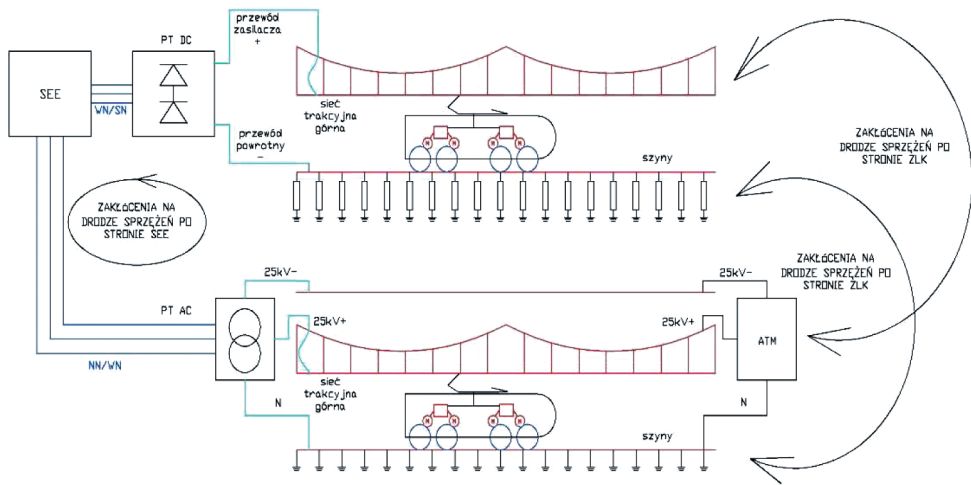 przewód
zasilacza
+
PT DC
SEE
WN/SN
sieć
trakcyjna
górna
przewód
powrotny
-
M
M
M
M
szyny
ZAKŁÓCENIA NA
DRODZE SPRZĘŻEŃ PO
STRONIE ZLK
ZAKŁÓCENIA NA
DRODZE SPRZĘŻEŃ PO
STRONIE SEE
ZAKŁÓCENIA NA
DRODZE SPRZĘŻEŃ PO
STRONIE ZLK
25kV-
25kV-
PT AC
25kV+
25kV+
ATM
NN/WN
sieć
trakcyjna
górna
N
N
M
M
M
M
szyny